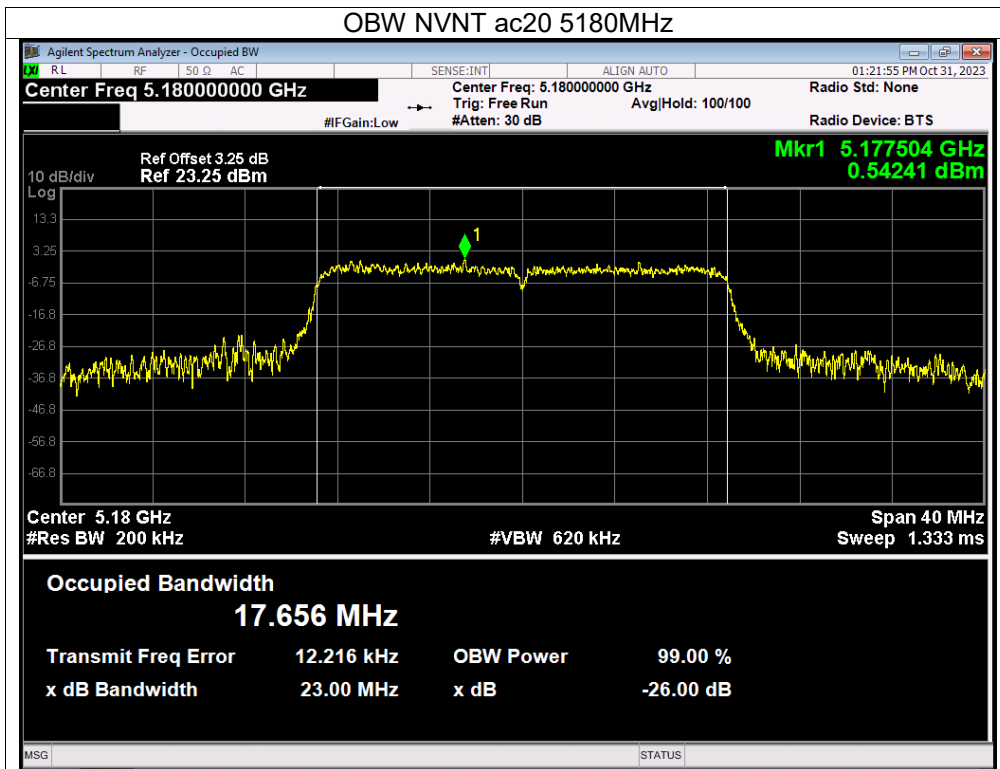 OBW NVNT ac20 5180MHz
Agilent Spectrum Analyzer - Occupied BW
LXI RL RF 50 Ω AC SENSE:INT ALIGN AUTO 01:21:55 PM Oct 31, 2023
Center Freq 5.180000000 GHz Center Freq: 5.180000000 GHz Radio Std: None
Trig: Free Run Avg|Hold: 100/100
#IFGain:Low #Atten: 30 dB Radio Device: BTS
Mkr1 5.177504 GHz
0.54241 dBm
Ref Offset 3.25 dB
10 dB/div Ref 23.25 dBm
Log
13.3
1
3.25
-6.75
-16.8
-26.8
-36.8
-46.8
-56.8
-66.8
Center 5.18 GHz Span 40 MHz
#Res BW 200 kHz #VBW 620 kHz Sweep 1.333 ms
Occupied Bandwidth
17.656 MHz
Transmit Freq Error 12.216 kHz OBW Power 99.00 %
x dB Bandwidth 23.00 MHz x dB -26.00 dB
MSG STATUS